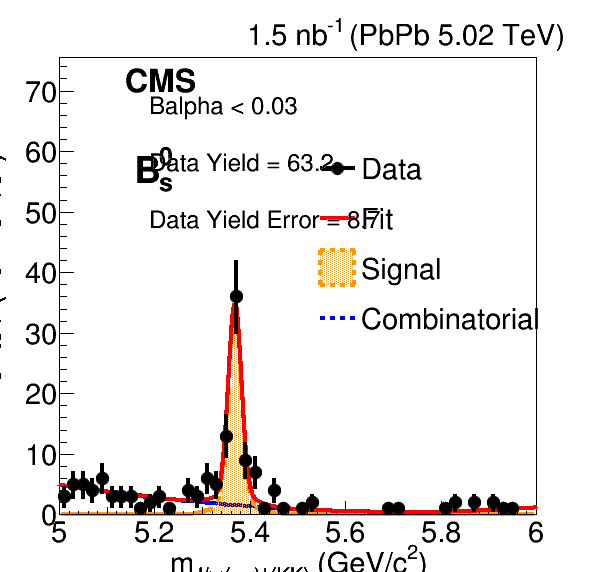 1.5 nb-1 (PbPb 5.02 TeV)
CMS
Balpha < 0.03
B0s
Data Yield = 63.2
Data Yield Error = 8.7
Data
Fit
Signal
Combinatorial
70
60
50
40
30
20
10
0
5 5.2 5.4 5.6 5.8 6
(GeV/c2)